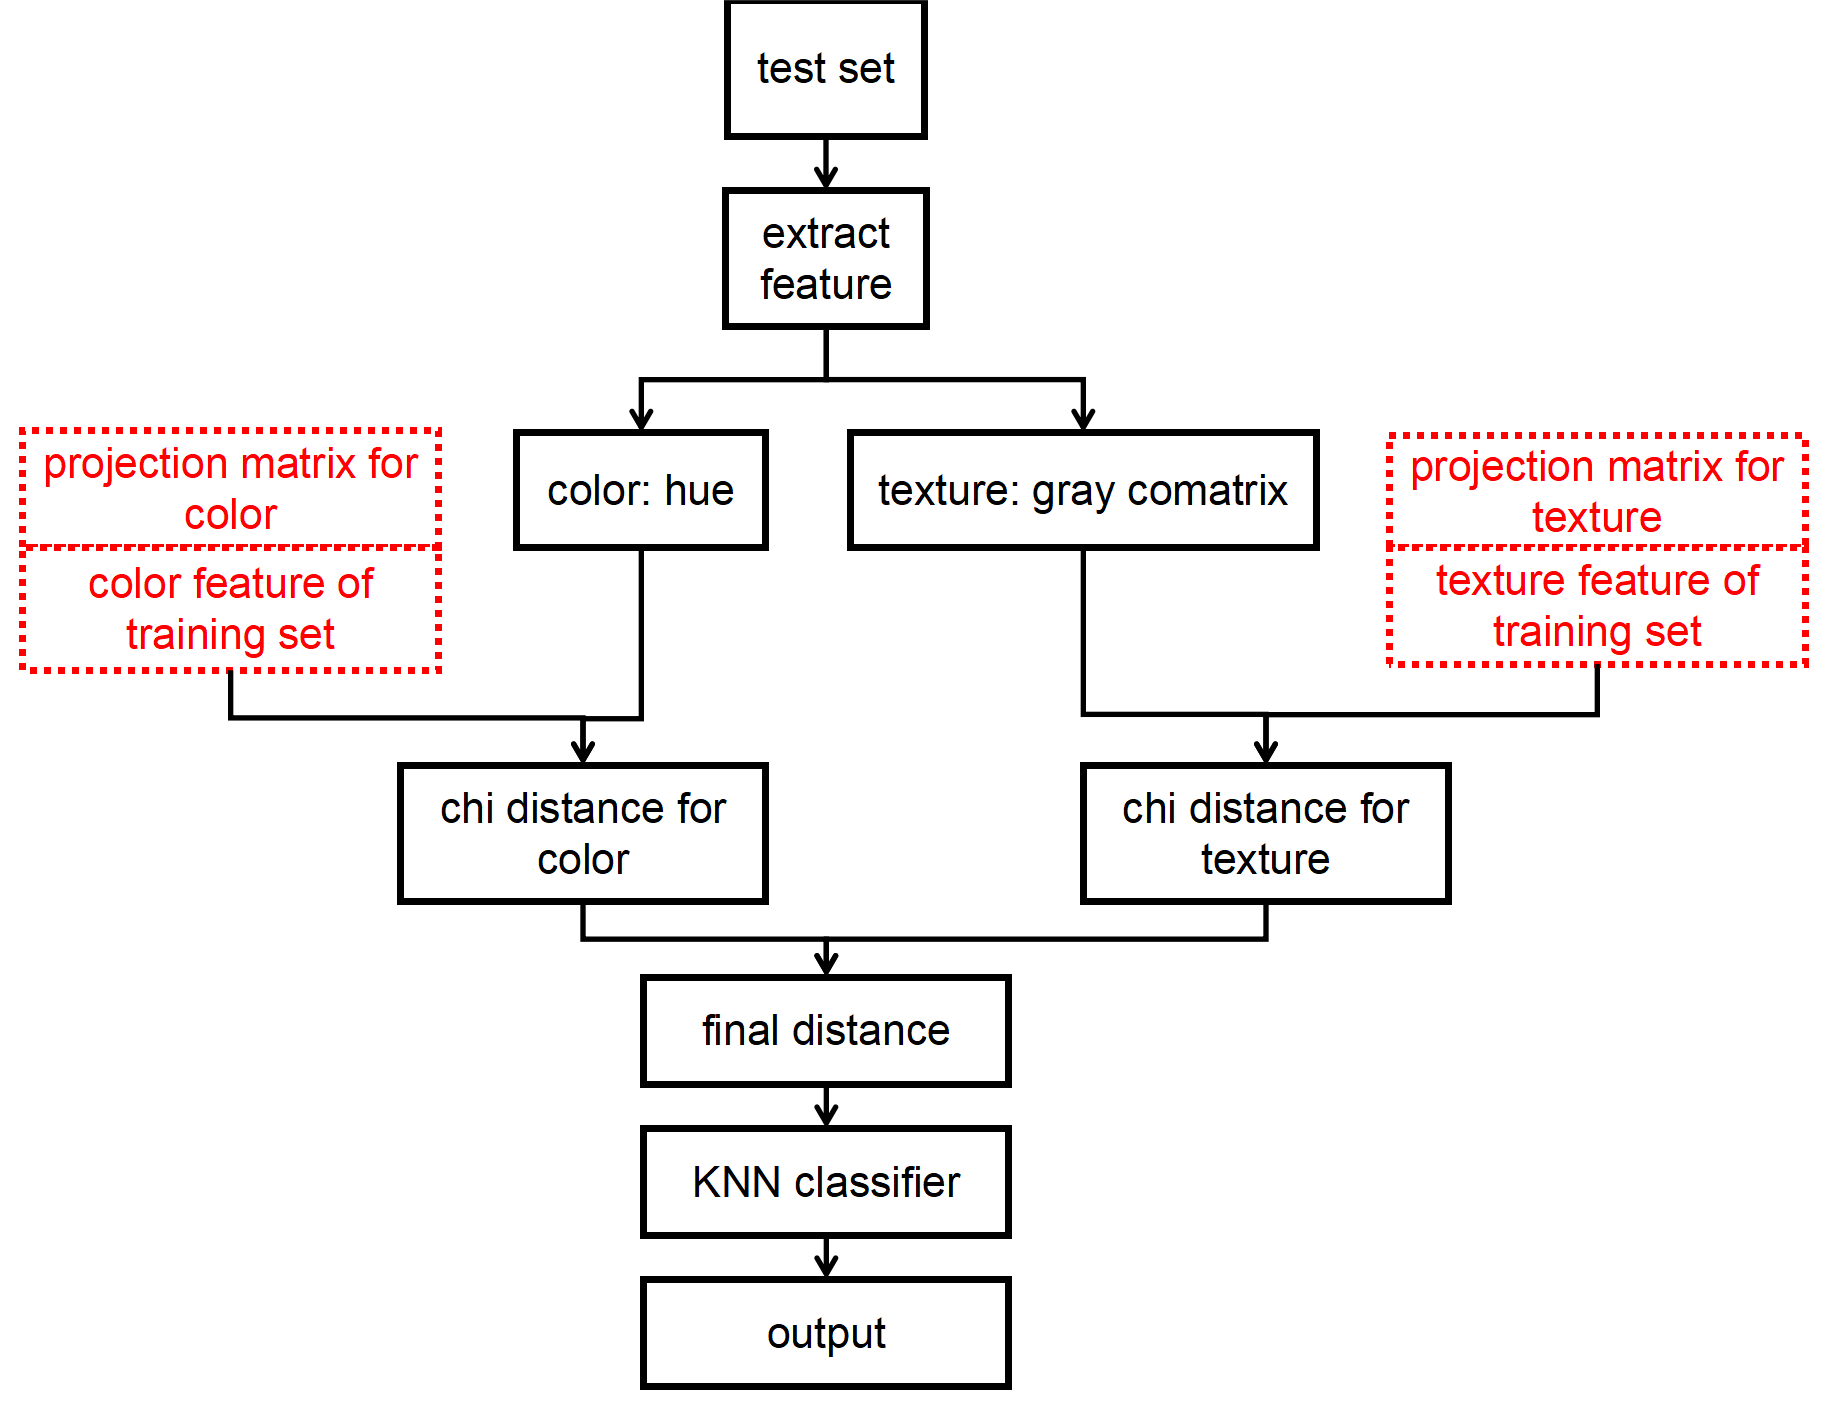 test set
extract
feature
projection matrix for
color
color feature of
training set
color: hue
texture: gray comatrix
projection matrix for
texture
texture feature of
training set
chi distance for
color
chi distance for
texture
final distance
KNN classifier
output